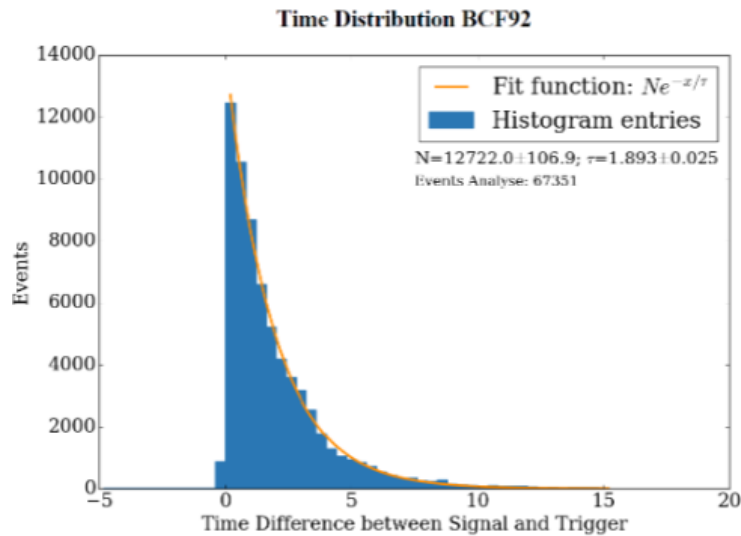 Time Distribution BCF92
14000
12000
10000
8000
6000
4000
2000
0
Events
Fit function: Ne^{-x/τ}
Histogram entries
N=12722.0±106.9; τ=1.893±0.025
Events Analyse: 67351
−5
0
5
10
15
20
Time Difference between Signal and Trigger